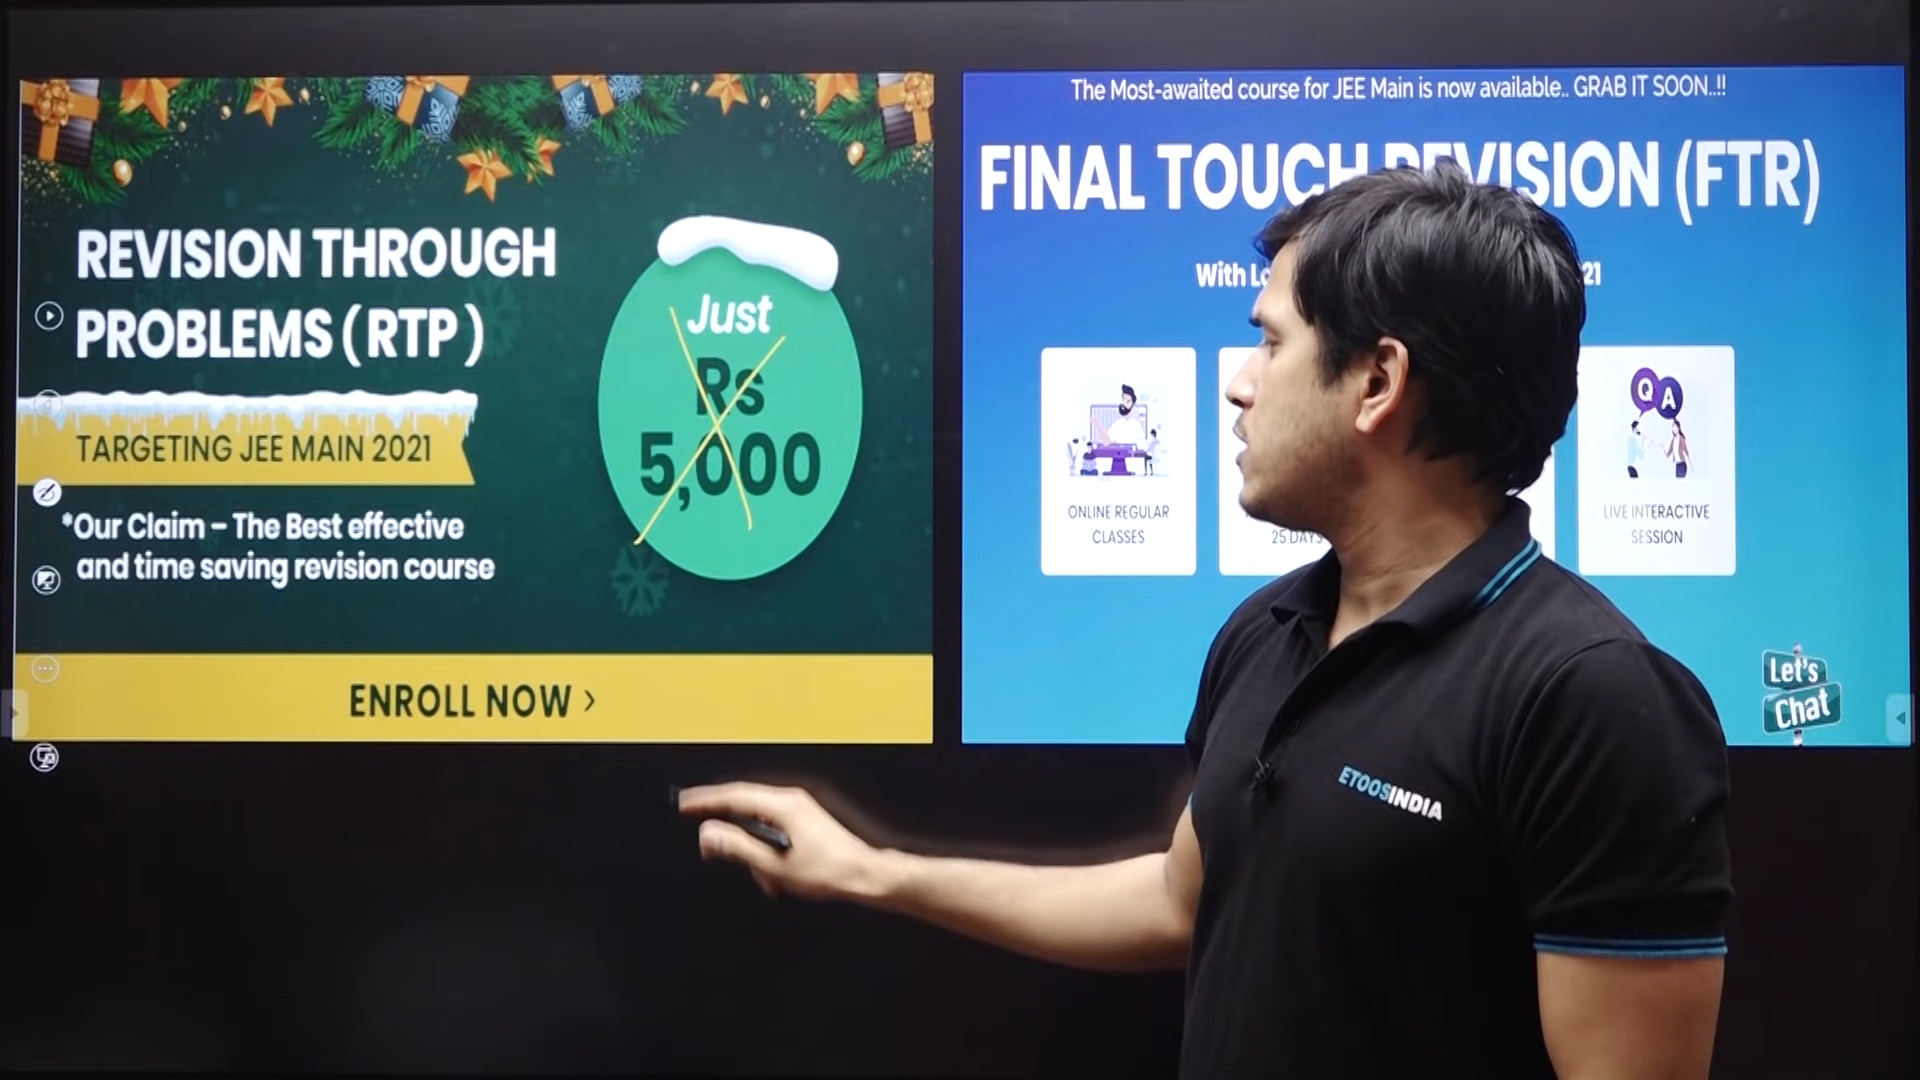 REVISION THROUGH
PROBLEMS ( RTP )
TARGETING JEE MAIN 2021
*Our Claim – The Best effective
and time saving revision course
Just
Rs
5,000
ENROLL NOW >
The Most-awaited course for JEE Main is now available.. GRAB IT SOON..!!
FINAL TOUCH REVISION (FTR)
With
21
ONLINE REGULAR
CLASSES
25 DAYS
Q A
LIVE INTERACTIVE
SESSION
Let's
Chat
ETOOSINDIA